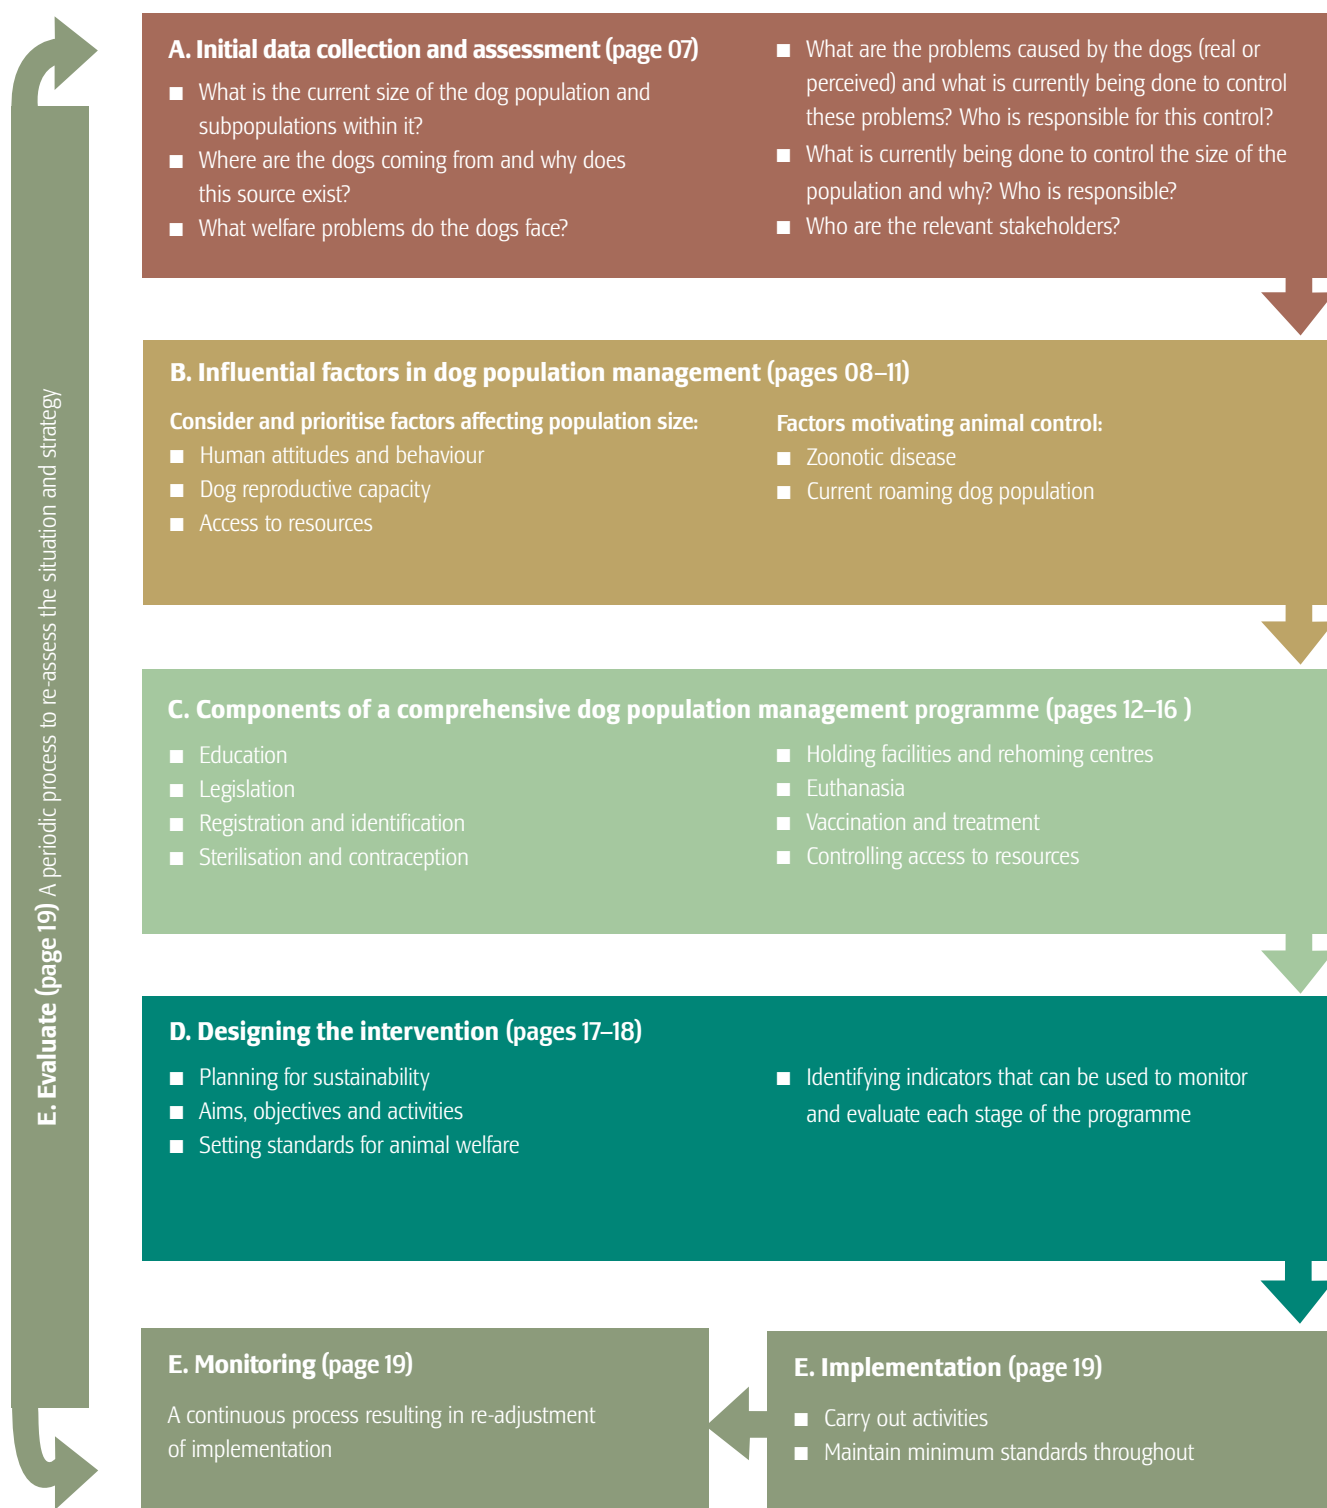 A. Initial data collection and assessment (page 07)
■ What is the current size of the dog population and
subpopulations within it?
■ Where are the dogs coming from and why does
this source exist?
■ What welfare problems do the dogs face?
■ What are the problems caused by the dogs (real or
perceived) and what is currently being done to control
these problems? Who is responsible for this control?
■ What is currently being done to control the size of the
population and why? Who is responsible?
■ Who are the relevant stakeholders?
B. Influential factors in dog population management (pages 08–11)
Consider and prioritise factors affecting population size:
■ Human attitudes and behaviour
■ Dog reproductive capacity
■ Access to resources
Factors motivating animal control:
■ Zoonotic disease
■ Current roaming dog population
C. Components of a comprehensive dog population management programme (pages 12–16 )
■ Education
■ Legislation
■ Registration and identification
■ Sterilisation and contraception
■ Holding facilities and rehoming centres
■ Euthanasia
■ Vaccination and treatment
■ Controlling access to resources
D. Designing the intervention (pages 17–18)
■ Planning for sustainability
■ Aims, objectives and activities
■ Setting standards for animal welfare
■ Identifying indicators that can be used to monitor
and evaluate each stage of the programme
E. Implementation (page 19)
■ Carry out activities
■ Maintain minimum standards throughout
E. Monitoring (page 19)
A continuous process resulting in re-adjustment
of implementation
E. Evaluate (page 19) A periodic process to re-assess the situation and strategy